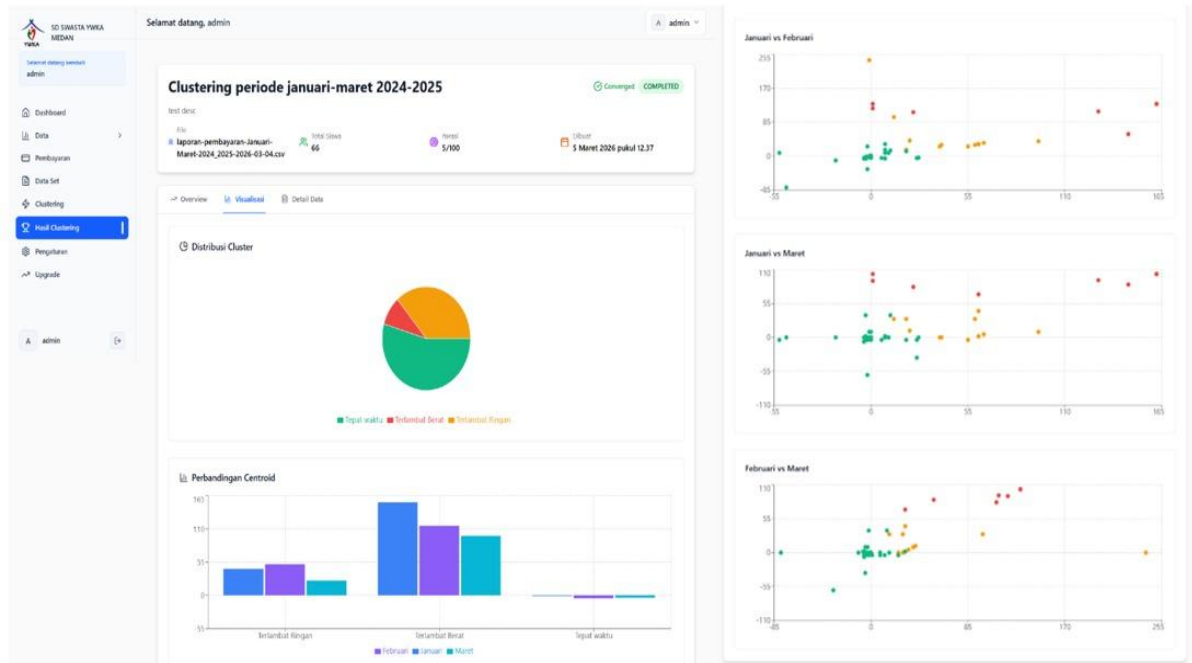 SD SWASTA YWKA
MEDAN
YWKA
Selamat datang kembali
admin
Dashboard
Data
Pembayaran
Data Set
Clustering
Hasil Clustering
Pengaturan
Upgrade
A admin
Selamat datang, admin
A admin
Clustering periode januari-maret 2024-2025
Converged COMPLETED
test desc
File
laporan-pembayaran-Januari-
Maret-2024_2025-2026-03-04.csv
Total Siswa
66
Iterasi
5/100
Dibuat
5 Maret 2026 pukul 12.37
Overview Visualisasi Detail Data
Distribusi Cluster
Tepat waktu Terlambat Berat Terlambat Ringan
Perbandingan Centroid
110
55
0
-55
Terlambat Ringan Terlambat Berat Tepat waktu
Februari Januari Maret
Januari vs Februari
255
170
85
0
-85
-55 0 55 110 165
Januari vs Maret
110
55
0
-55
-110
55 0 55 110 165
Februari vs Maret
110
55
0
-55
-110
-85 0 85 170 255